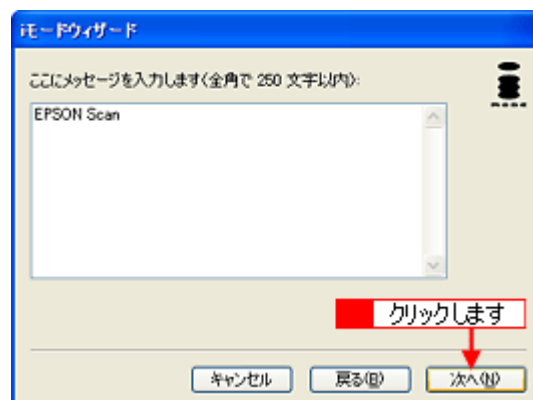 iモードウィザード
ここにメッセージを入力します(全角で 250 文字以内):
EPSON Scan
クリックします
キャンセル
戻る(B)
次へ(N)